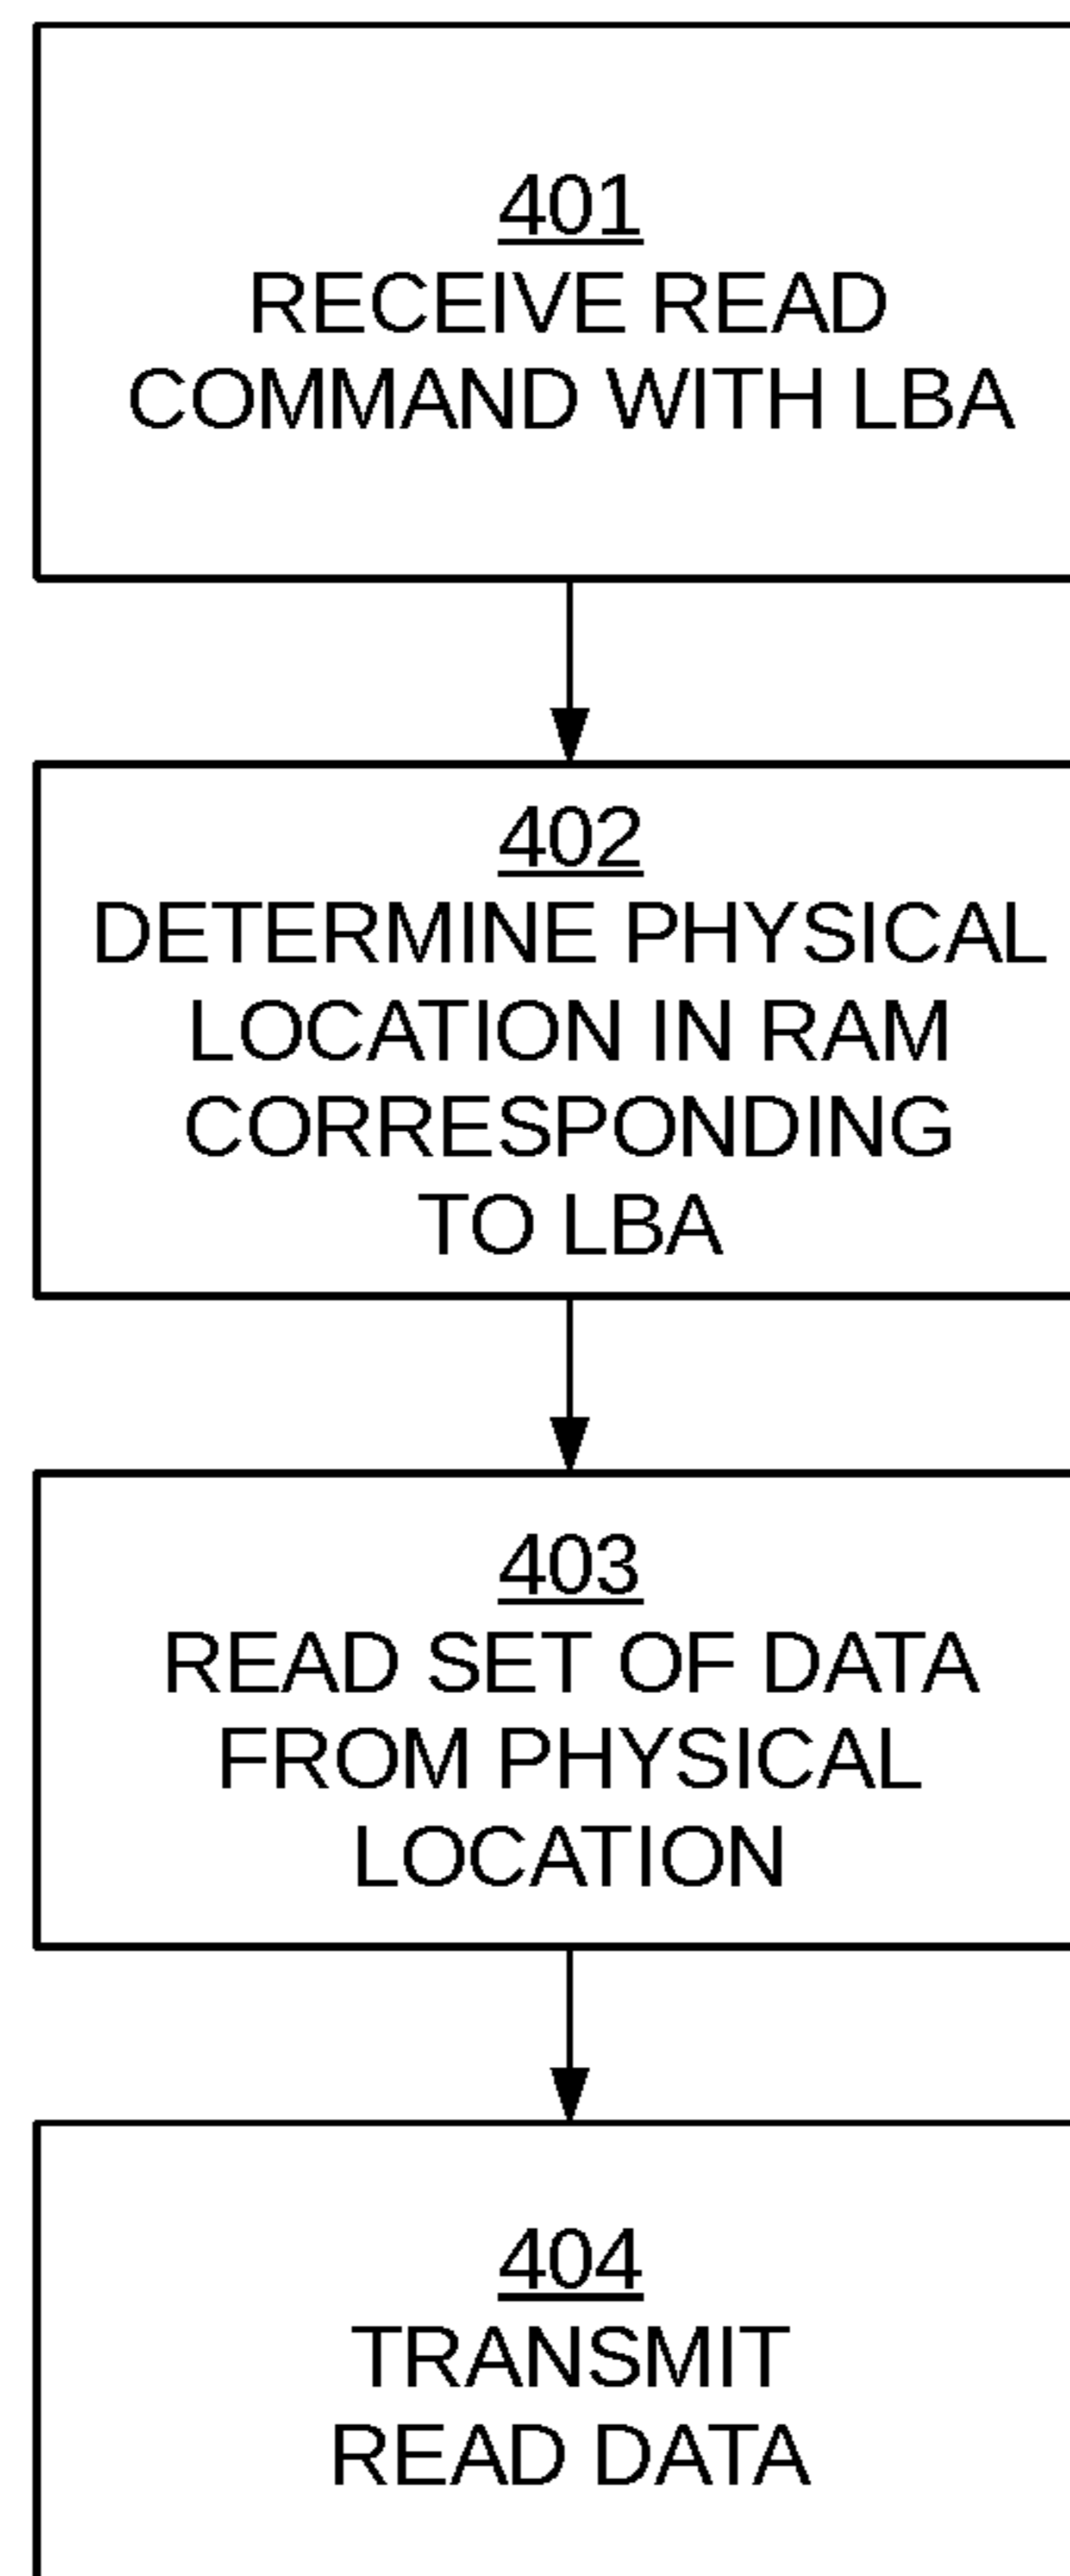 401
RECEIVE READ
COMMAND WITH LBA
402
DETERMINE PHYSICAL
LOCATION IN RAM
CORRESPONDING
TO LBA
403
READ SET OF DATA
FROM PHYSICAL
LOCATION
404
TRANSMIT
READ DATA